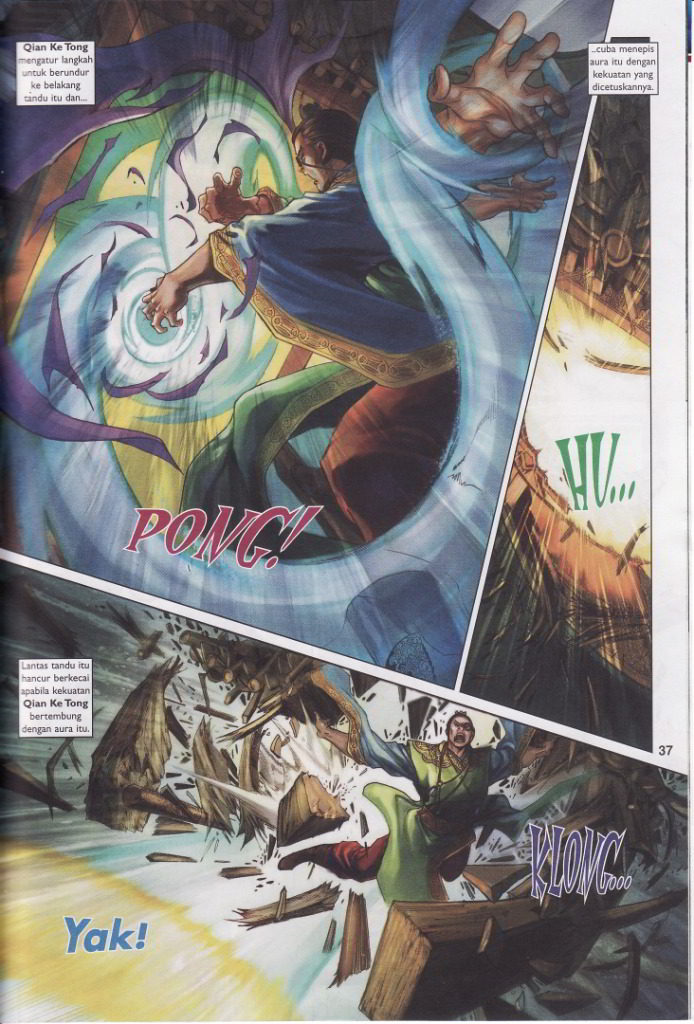 Qian Ke Tong
mengatur langkah
untuk berundur
ke belakang
tandu itu dan...
..cuba menepis
aura itu dengan
kekuatan yang
dicetuskannya.
PONG!
HU...
Lantas tandu itu
hancur berkecai
apabila kekuatan
Qian Ke Tong
bertembung
dengan aura itu.
37
KLONG...
Yak!